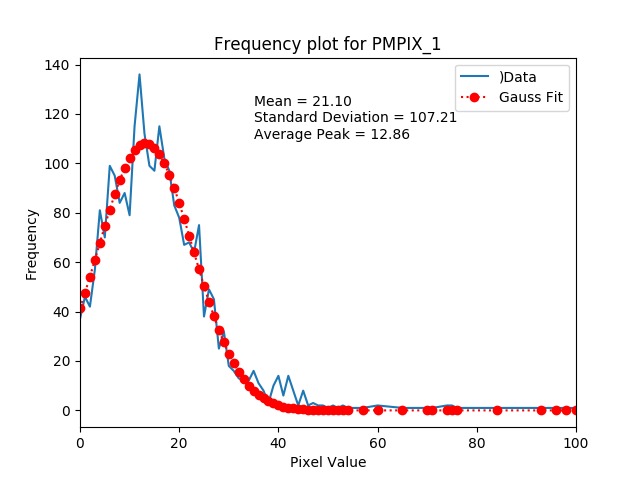 Frequency plot for PMPIX_1
140
120
100
80
60
40
20
0
Frequency
Mean = 21.10
Standard Deviation = 107.21
Average Peak = 12.86
)Data
Gauss Fit
0 20 40 60 80 100
Pixel Value